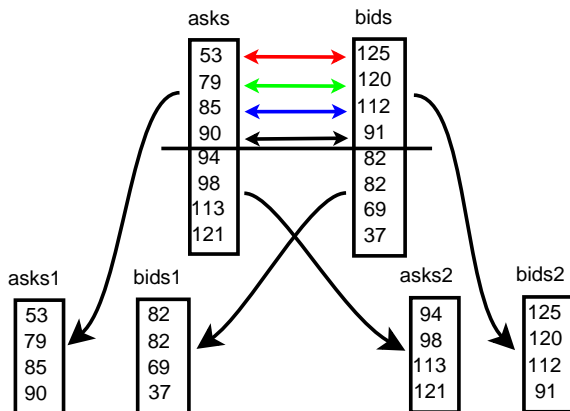 asks bids
53 125
79 120
85 112
90 91
94 82
98 82
113 69
121 37
asks1 bids1 asks2 bids2
53 82 94 125
79 82 98 120
85 69 113 112
90 37 121 91